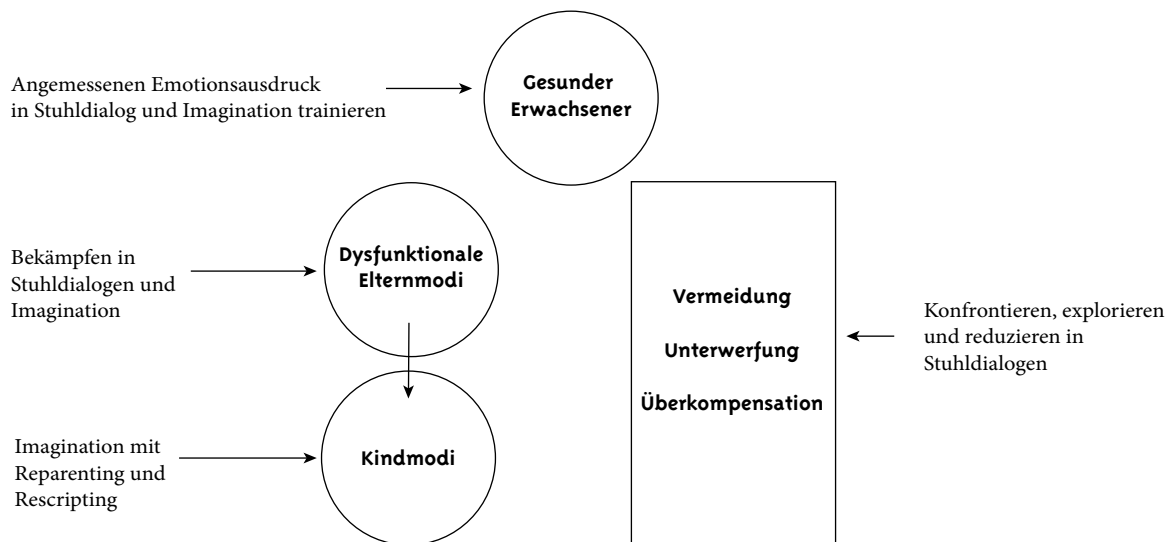 Angemessenen Emotionsausdruck
in Stuhldialog und Imagination trainieren
Gesunder
Erwachsener
Bekämpfen in
Stuhldialogen und
Imagination
Dysfunktionale
Elternmodi
Vermeidung
Unterwerfung
Überkompensation
Konfrontieren, explorieren
und reduzieren in
Stuhldialogen
Imagination mit
Reparenting und
Rescripting
Kindmodi